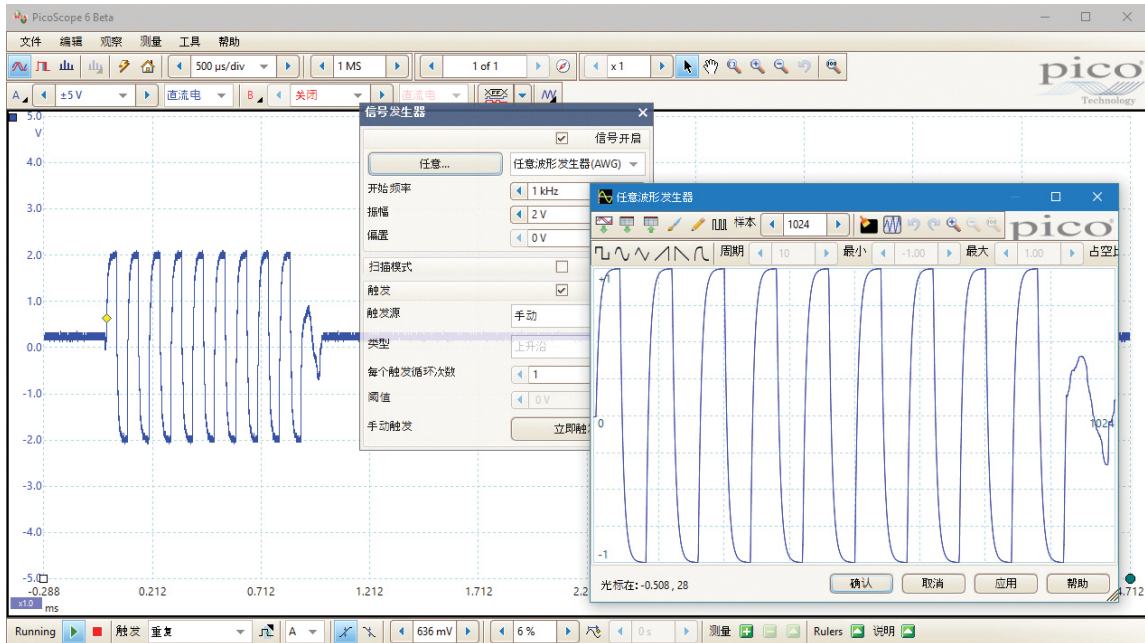 PicoScope 6 Beta
文件 编辑 观察 测量 工具 帮助
500 µs/div 1 MS 1 of 1 x 1
pico
Technology
A ±5 V 直流电 B 关闭 直流电
信号发生器
信号开启
任意... 任意波形发生器(AWG)
开始频率 1 kHz
振幅 2 V
偏置 0 V
扫描模式
触发
触发源 手动
类型 上升沿
每个触发循环次数 1
阈值 0 V
手动触发 立即触
任意波形发生器
样本 1024
pico
周期 10 最小 -1.00 最大 1.00 占空比
+1
0
1024
-1
光标在: -0.508, 28
确认 取消 应用 帮助
5.0
V
4.0
3.0
2.0
1.0
0.0
-1.0
-2.0
-3.0
-4.0
-5.0
-0.288 0.212 0.712 1.212 1.712 2.2 4.712
x1.0 ms
Running 触发 重复 A 636 mV 6 % 0 s 测量 Rulers 说明